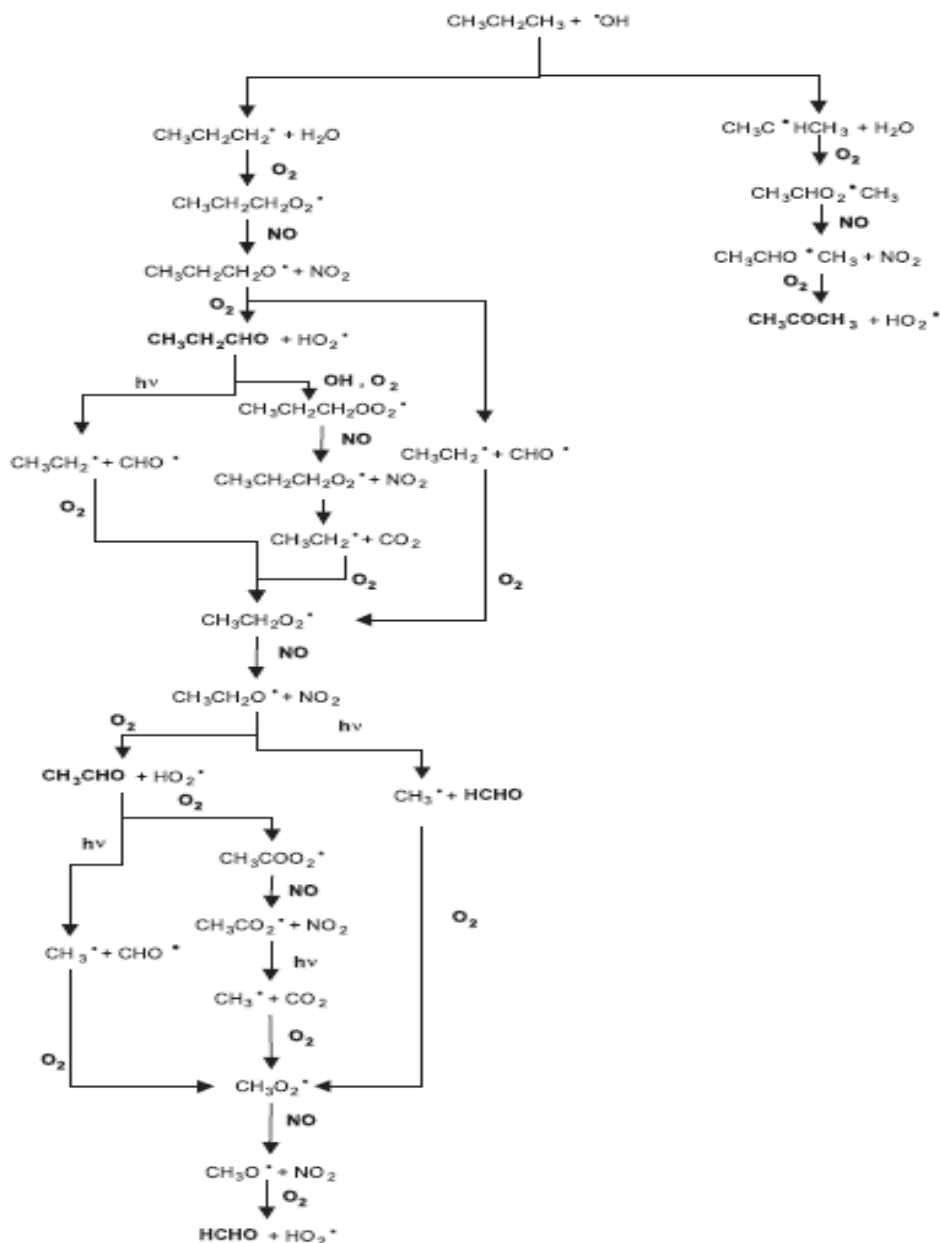 CH₃CH₂CH₃ + •OH
CH₃CH₂CH₂• + H₂O
CH₃C•HCH₃ + H₂O
O₂
O₂
CH₃CH₂CH₂O₂•
CH₃CHO₂•CH₃
NO
NO
CH₃CH₂CH₂O• + NO₂
CH₃CHO•CH₃ + NO₂
O₂
O₂
CH₃CH₂CHO + HO₂•
CH₃COCH₃ + HO₂•
hν
OH, O₂
CH₃CH₂CH₂OO₂•
NO
CH₃CH₂• + CHO•
CH₃CH₂• + CHO•
CH₃CH₂CH₂O₂• + NO₂
O₂
CH₃CH₂• + CO₂
O₂
O₂
CH₃CH₂O₂•
NO
CH₃CH₂O• + NO₂
O₂
hν
CH₃CHO + HO₂•
CH₃• + HCHO
O₂
hν
CH₃COO₂•
NO
O₂
CH₃CO₂• + NO₂
CH₃• + CHO•
hν
CH₃• + CO₂
O₂
O₂
CH₃O₂•
NO
CH₃O• + NO₂
O₂
HCHO + HO₂•